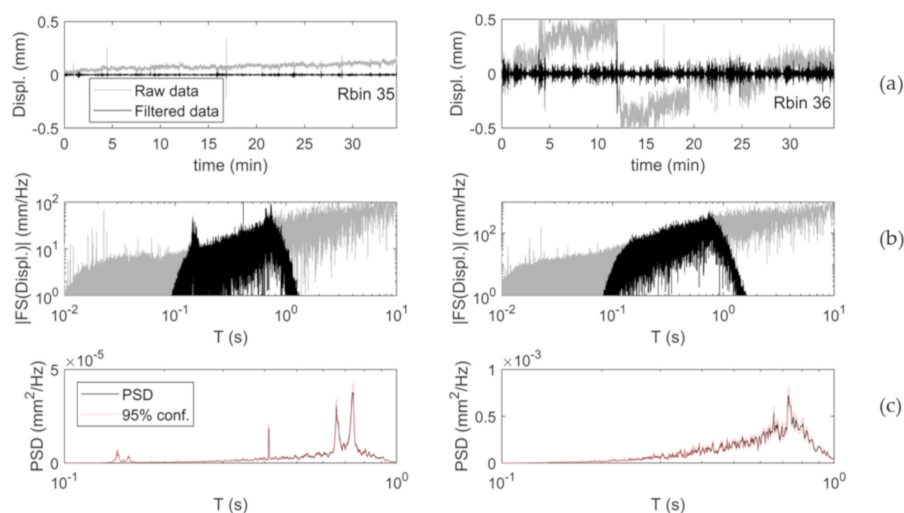 0.5
0
-0.5
Displ. (mm)
Raw data
Filtered data
Rbin 35
0 5 10 15 20 25 30
time (min)
0.5
0
-0.5
Displ. (mm)
Rbin 36
0 5 10 15 20 25 30
time (min)
(a)
10^2
10^1
10^0
|FS(Displ.)| (mm/Hz)
10^-2 10^-1 10^0 10^1
T (s)
10^2
10^0
|FS(Displ.)| (mm/Hz)
10^-2 10^-1 10^0 10^1
T (s)
(b)
×10^-5
5
0
PSD (mm^2/Hz)
PSD
95% conf.
10^-1 10^0
T (s)
×10^-3
1
0.5
0
PSD (mm^2/Hz)
10^-1 10^0
T (s)
(c)